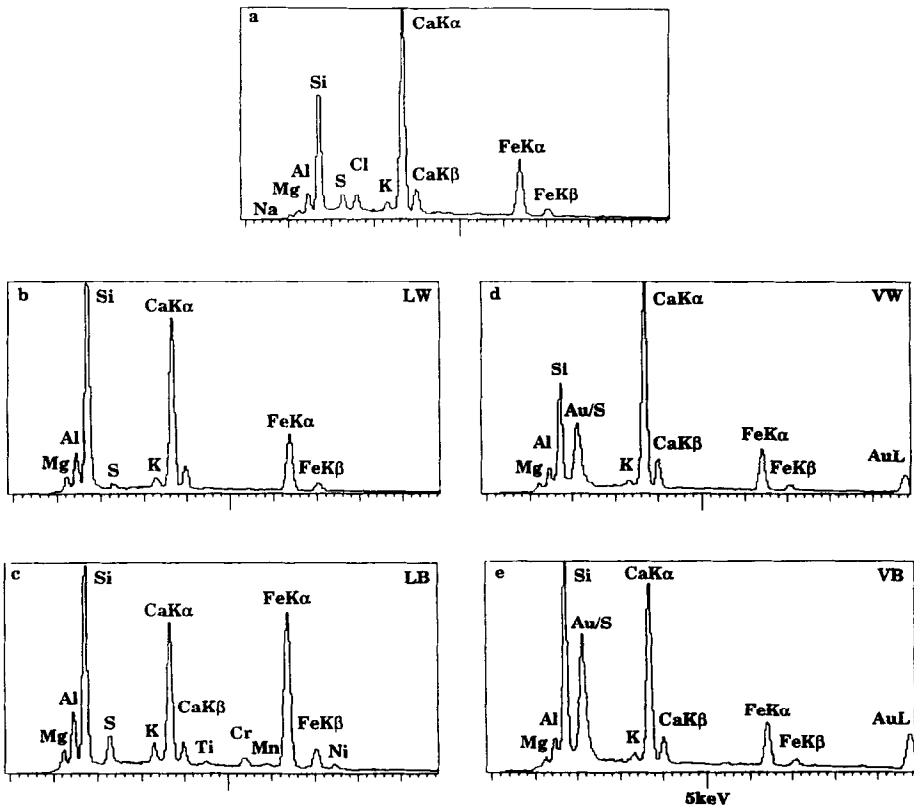 a
CaKα
Si
Al
Mg
Na
S
Cl
K
CaKβ
FeKα
FeKβ
b
Si
CaKα
LW
Al
Mg
S
K
FeKα
FeKβ
d
CaKα
VW
Si
Au/S
Al
Mg
K
CaKβ
FeKα
FeKβ
AuL
c
Si
CaKα
FeKα
LB
Al
Mg
S
K
CaKβ
Ti
Cr
Mn
FeKβ
Ni
e
Si
CaKα
VB
Au/S
Al
Mg
K
CaKβ
FeKα
FeKβ
AuL
5keV